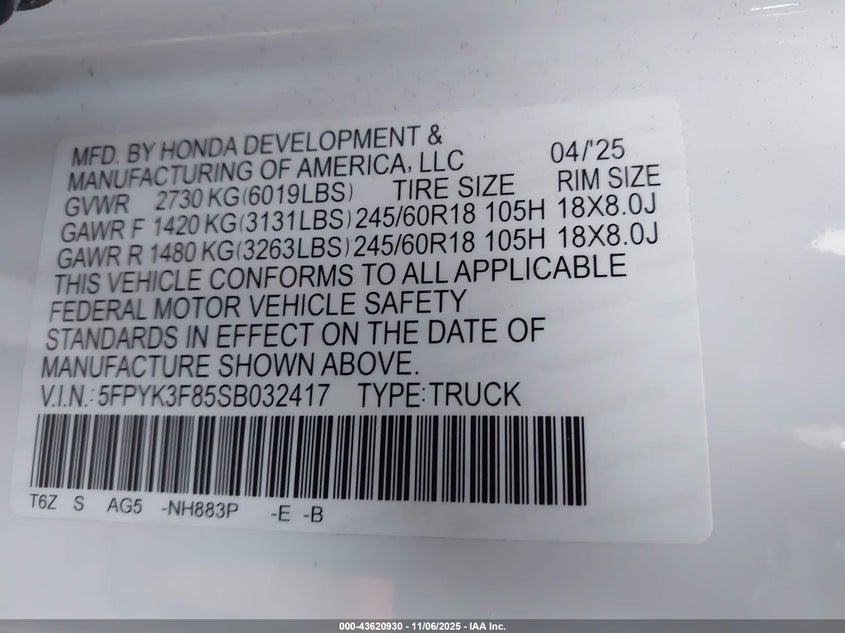 MFD. BY HONDA DEVELOPMENT &
MANUFACTURING OF AMERICA, LLC 04/'25
GVWR 2730 KG(6019LBS) TIRE SIZE RIM SIZE
GAWR F 1420 KG(3131LBS) 245/60R18 105H 18X8.0J
GAWR R 1480 KG(3263LBS) 245/60R18 105H 18X8.0J
THIS VEHICLE CONFORMS TO ALL APPLICABLE
FEDERAL MOTOR VEHICLE SAFETY
STANDARDS IN EFFECT ON THE DATE OF
MANUFACTURE SHOWN ABOVE.
V.I.N.: 5FPYK3F85SB032417 TYPE: TRUCK
T6Z S AG5 -NH883P -E -B
000-43620930 - 11/06/2025 - IAA Inc.